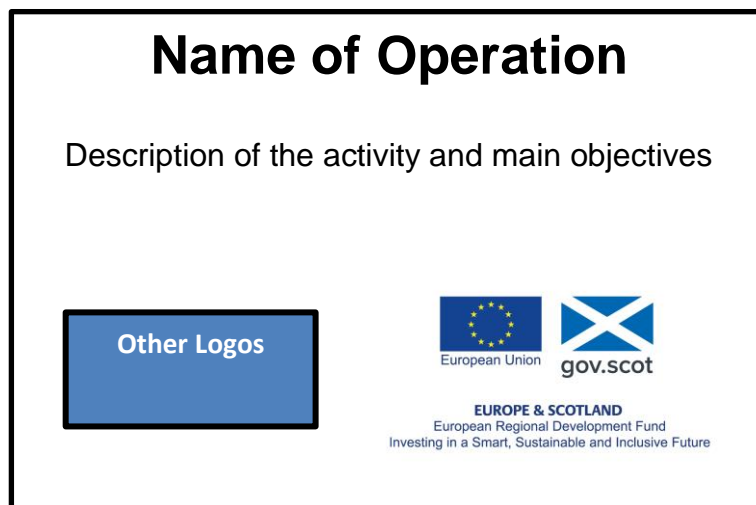 Name of Operation
Description of the activity and main objectives
Other Logos
European Union
gov.scot
EUROPE & SCOTLAND
European Regional Development Fund
Investing in a Smart, Sustainable and Inclusive Future